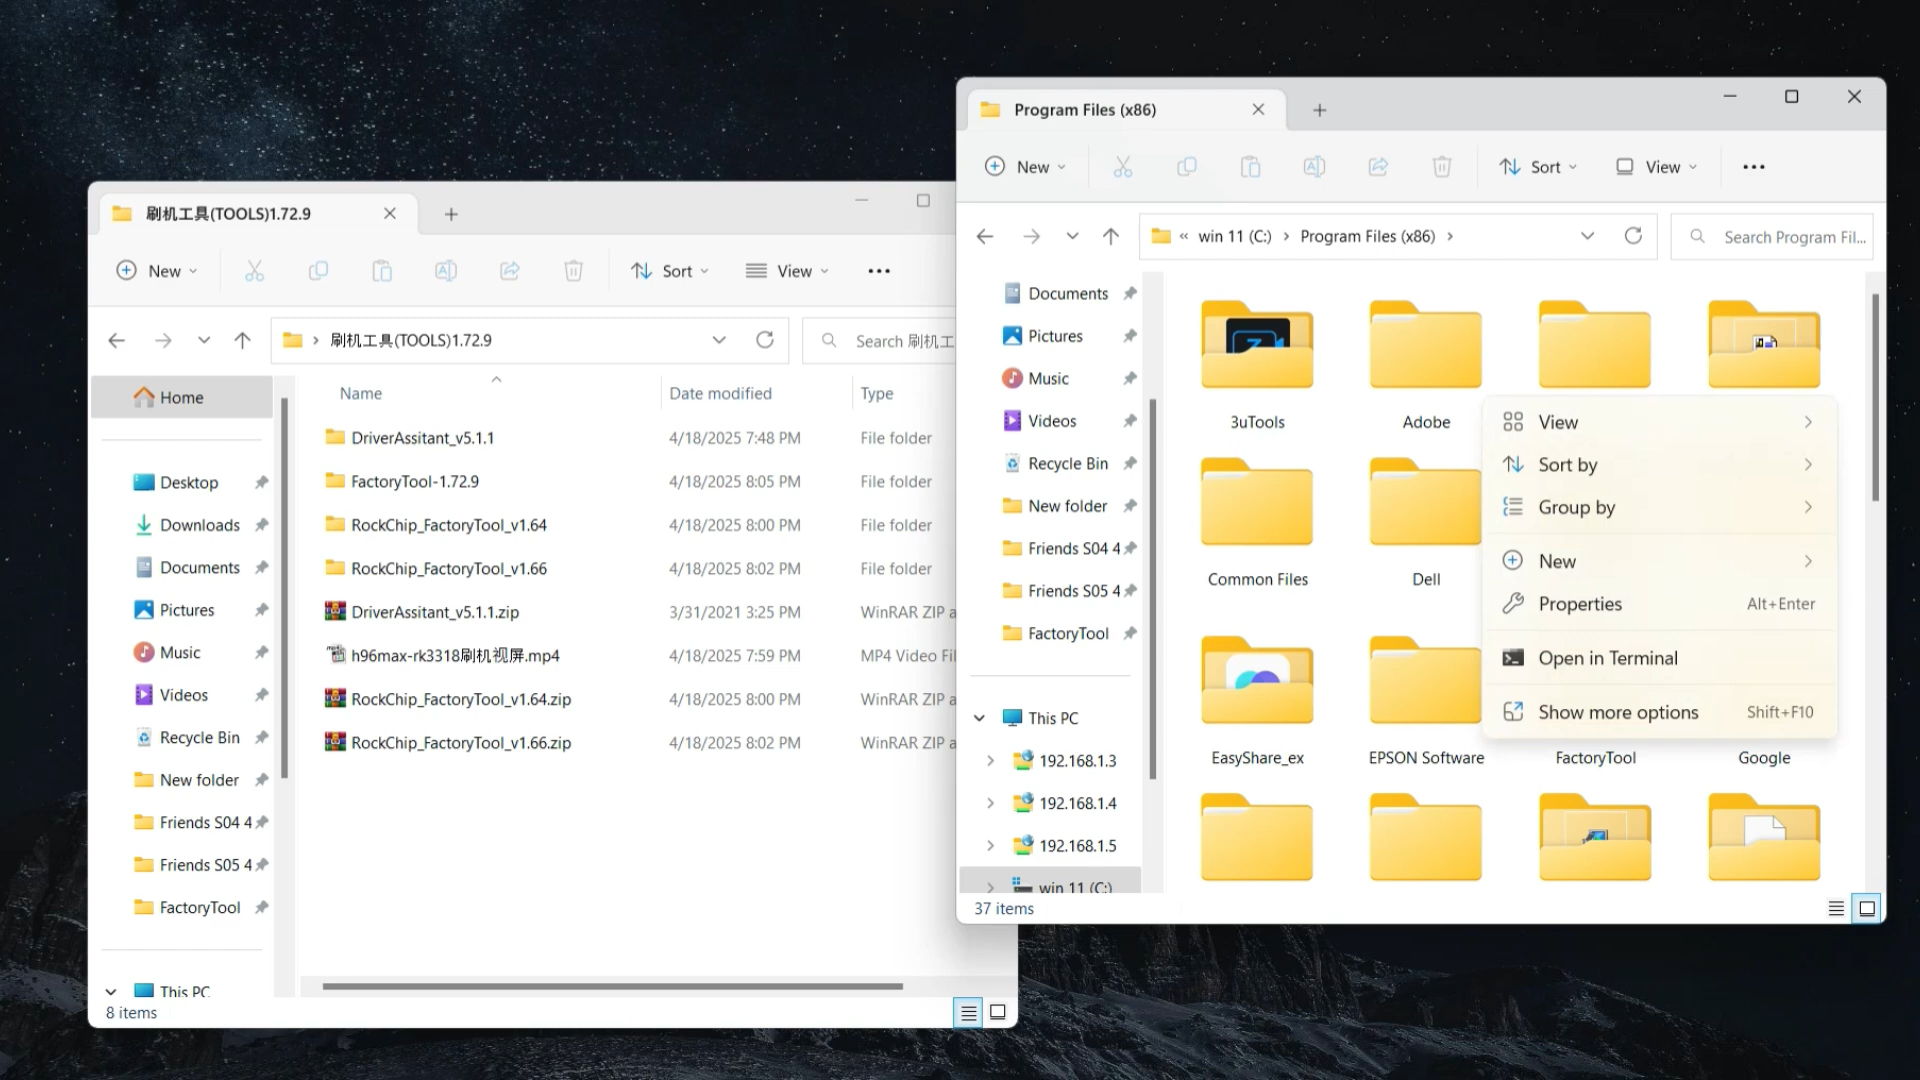 刷机工具(TOOLS)1.72.9
New
Sort
View
刷机工具(TOOLS)1.72.9
Search 刷机工
Home
Desktop
Downloads
Documents
Pictures
Music
Videos
Recycle Bin
New folder
Friends S04 4
Friends S05 4
FactoryTool
This PC
8 items
Name
Date modified
Type
DriverAssitant_v5.1.1
4/18/2025 7:48 PM
File folder
FactoryTool-1.72.9
4/18/2025 8:05 PM
File folder
RockChip_FactoryTool_v1.64
4/18/2025 8:00 PM
File folder
RockChip_FactoryTool_v1.66
4/18/2025 8:02 PM
File folder
DriverAssitant_v5.1.1.zip
3/31/2021 3:25 PM
WinRAR ZIP a
h96max-rk3318刷机视屏.mp4
4/18/2025 7:59 PM
MP4 Video Fil
RockChip_FactoryTool_v1.64.zip
4/18/2025 8:00 PM
WinRAR ZIP a
RockChip_FactoryTool_v1.66.zip
4/18/2025 8:02 PM
WinRAR ZIP a
Program Files (x86)
New
Sort
View
« win 11 (C:) › Program Files (x86) ›
Search Program Fil...
Documents
Pictures
Music
Videos
Recycle Bin
New folder
Friends S04 4
Friends S05 4
FactoryTool
This PC
192.168.1.3
192.168.1.4
192.168.1.5
win 11 (C:)
37 items
3uTools
Adobe
Common Files
Dell
EasyShare_ex
EPSON Software
FactoryTool
Google
View
Sort by
Group by
New
Properties Alt+Enter
Open in Terminal
Show more options Shift+F10